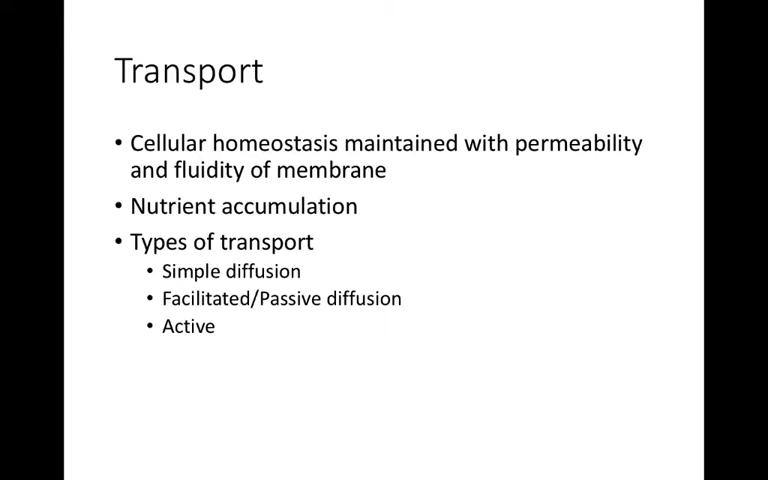 Transport
• Cellular homeostasis maintained with permeability
and fluidity of membrane
• Nutrient accumulation
• Types of transport
• Simple diffusion
• Facilitated/Passive diffusion
• Active